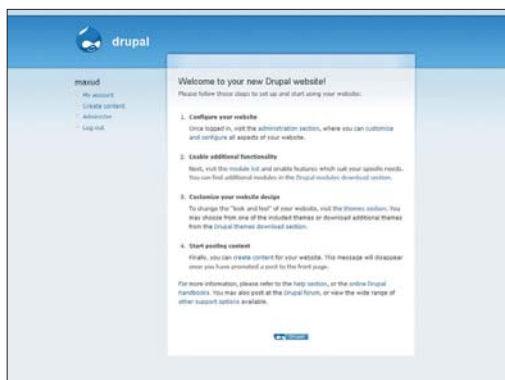 drupal
maxud
My account
Create content
Administer
Log out
Welcome to your new Drupal website!
Please follow these steps to set up and start using your website:
1. Configure your website
Once logged in, visit the administration section, where you can customize
and configure all aspects of your website.
2. Enable additional functionality
Next, visit the module list and enable features which suit your specific needs.
You can find additional modules in the Drupal modules download section.
3. Customize your website design
To change the "look and feel" of your website, visit the themes section. You
may choose from one of the included themes or download additional themes
from the Drupal themes download section.
4. Start posting content
Finally, you can create content for your website. This message will disappear
once you have promoted a post to the front page.
For more information, please refer to the help section, or the online Drupal
handbooks. You may also post at the Drupal forum, or view the wide range of
other support options available.